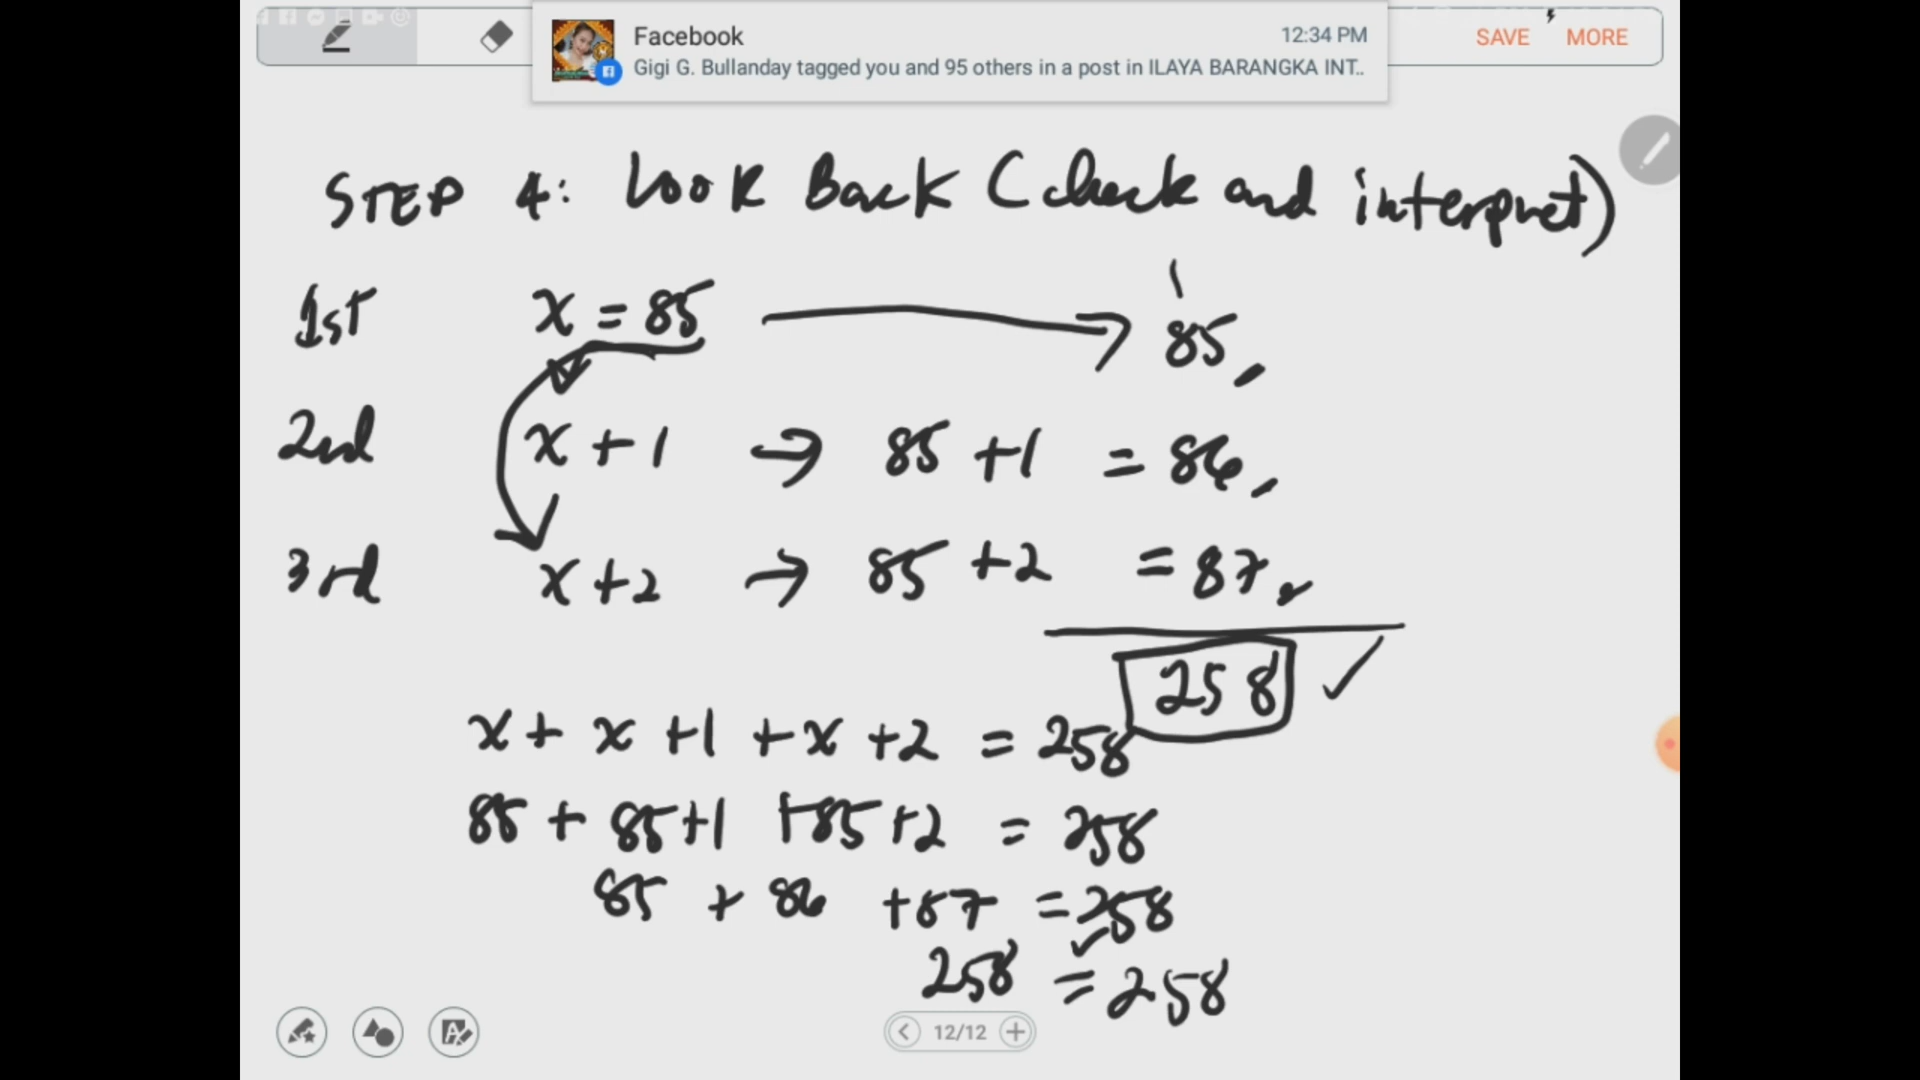 Facebook 12:34 PM
Gigi G. Bullanday tagged you and 95 others in a post in ILAYA BARANGKA INT..
SAVE MORE
STEP 4: Look Back (check and interpret)
1
1st x = 85 → 85,
2nd x + 1 → 85 + 1 = 86,
3rd x + 2 → 85 + 2 = 87,
258 ✓
x + x + 1 + x + 2 = 258
85 + 85 + 1 + 85 + 2 = 258
85 + 86 + 87 = 258
258 = 258
12/12